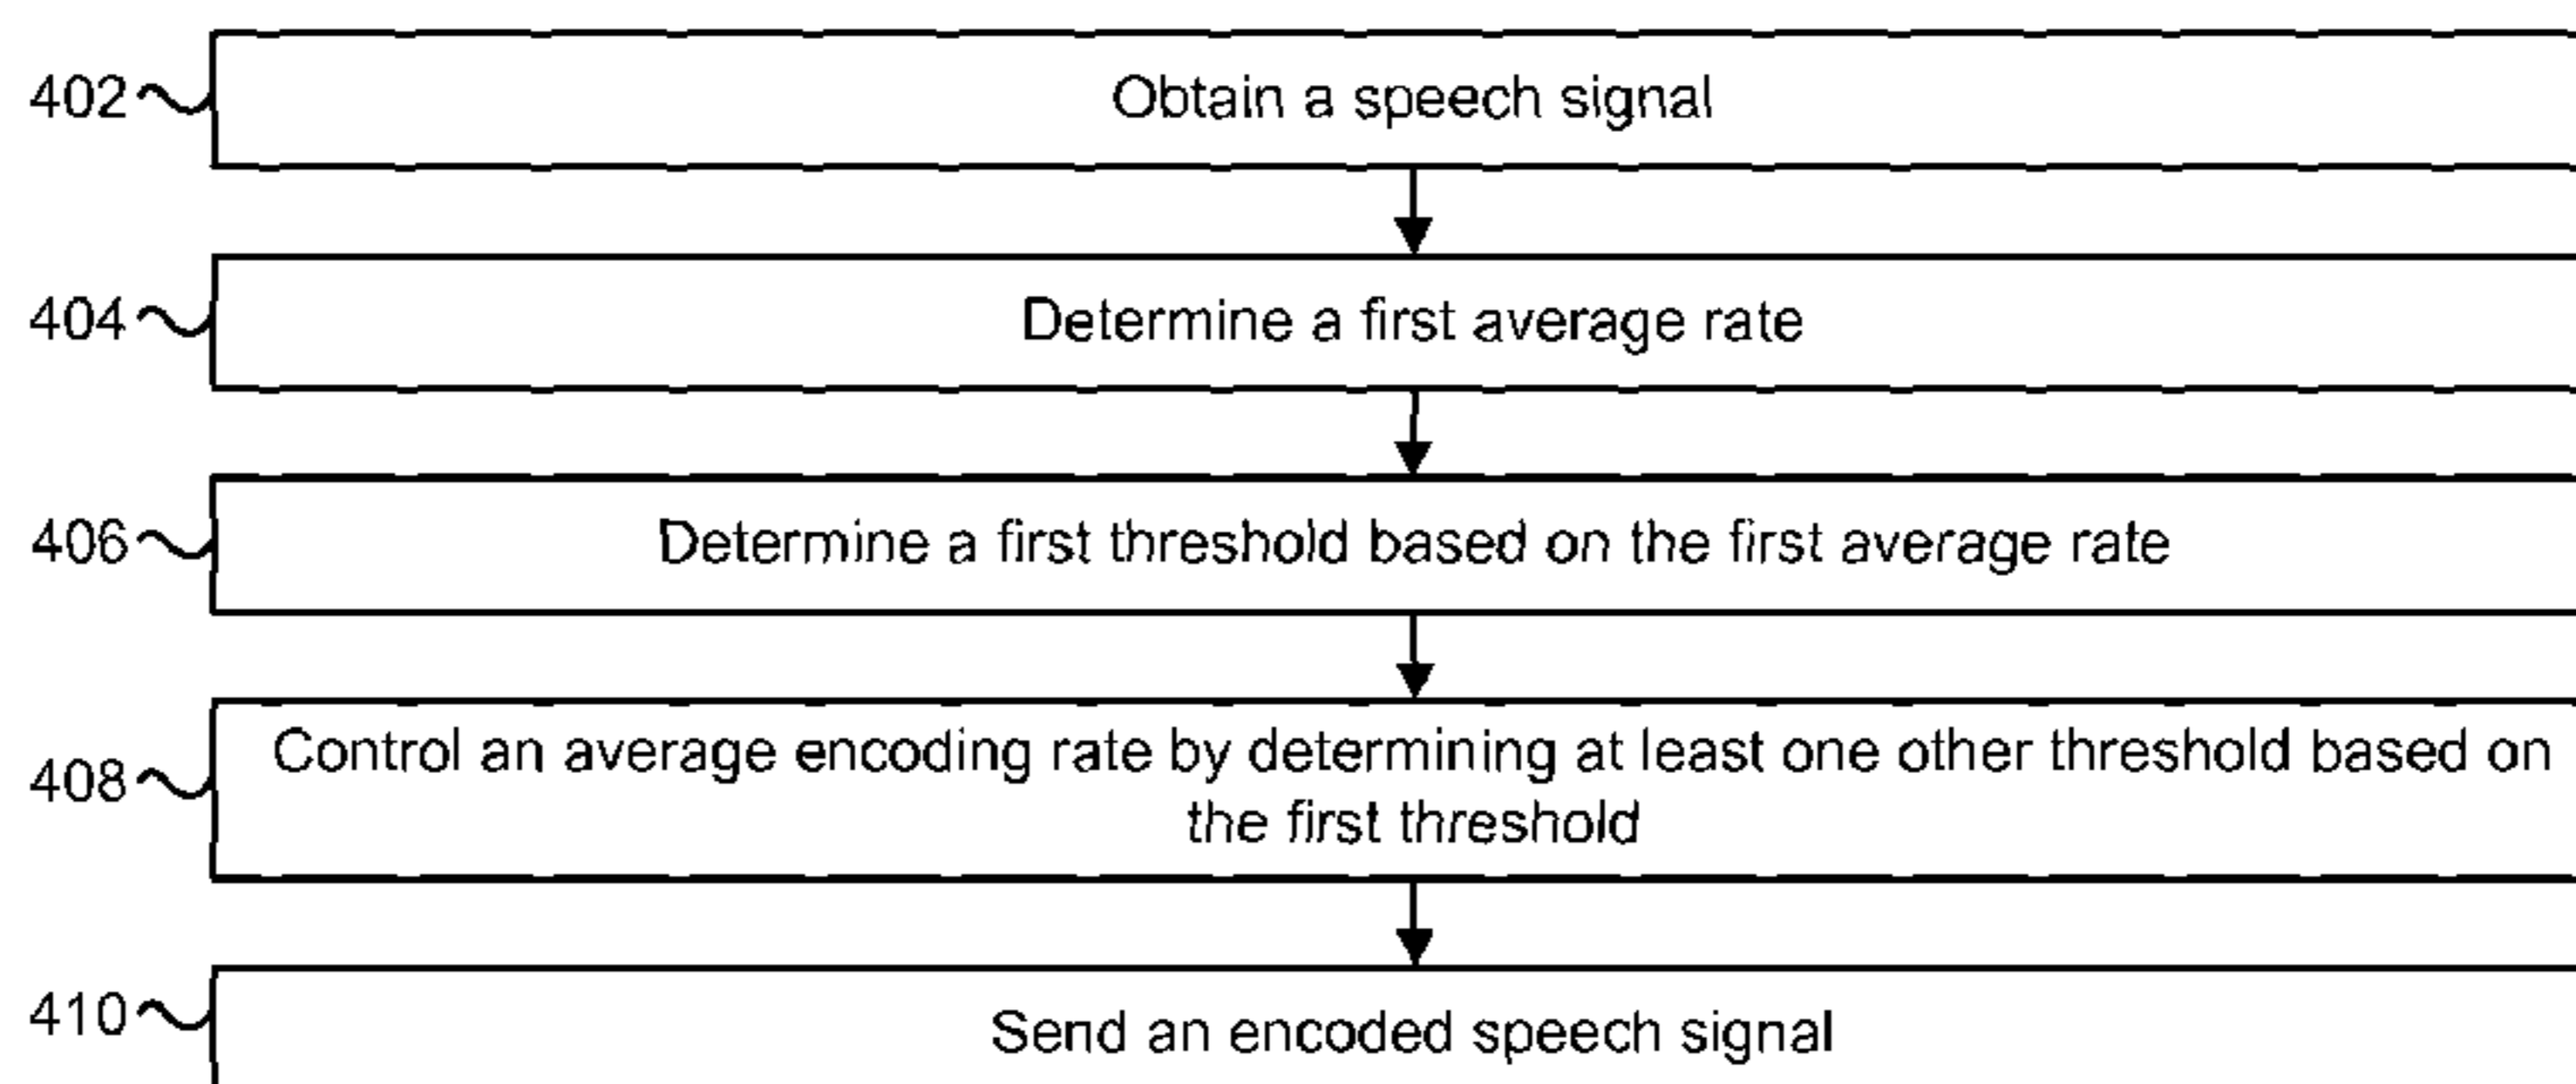 402 Obtain a speech signal
404 Determine a first average rate
406 Determine a first threshold based on the first average rate
408 Control an average encoding rate by determining at least one other threshold based on
the first threshold
410 Send an encoded speech signal